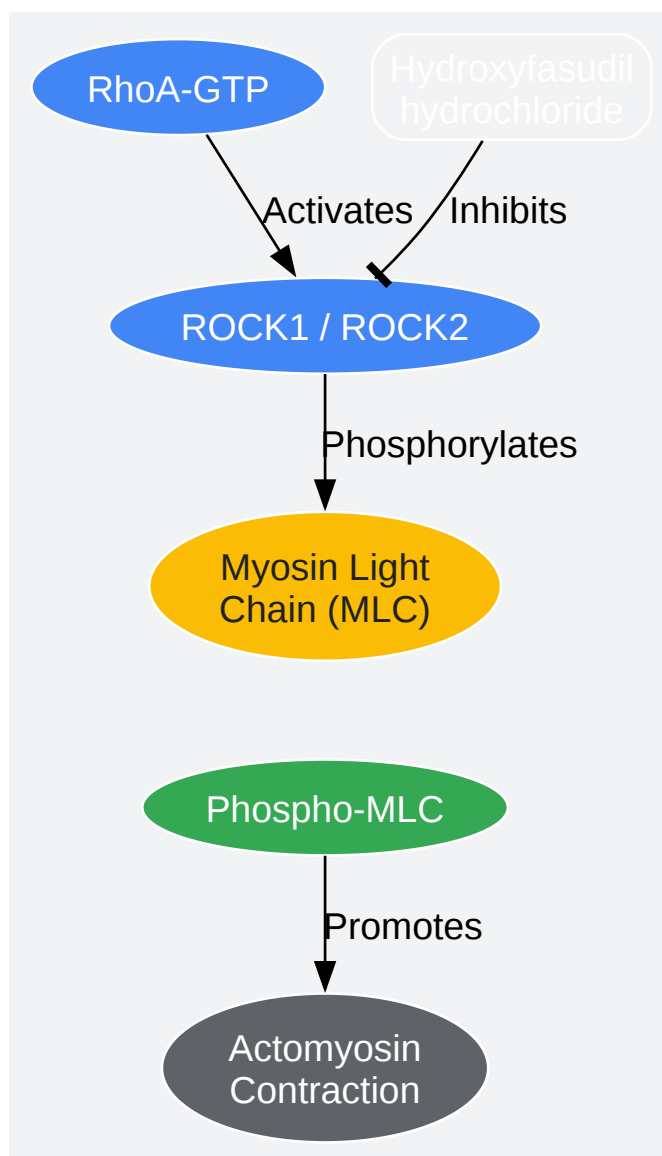 RhoA-GTP
Hydroxyfasudil
hydrochloride
Activates
Inhibits
ROCK1 / ROCK2
Phosphorylates
Myosin Light
Chain (MLC)
Phospho-MLC
Promotes
Actomyosin
Contraction